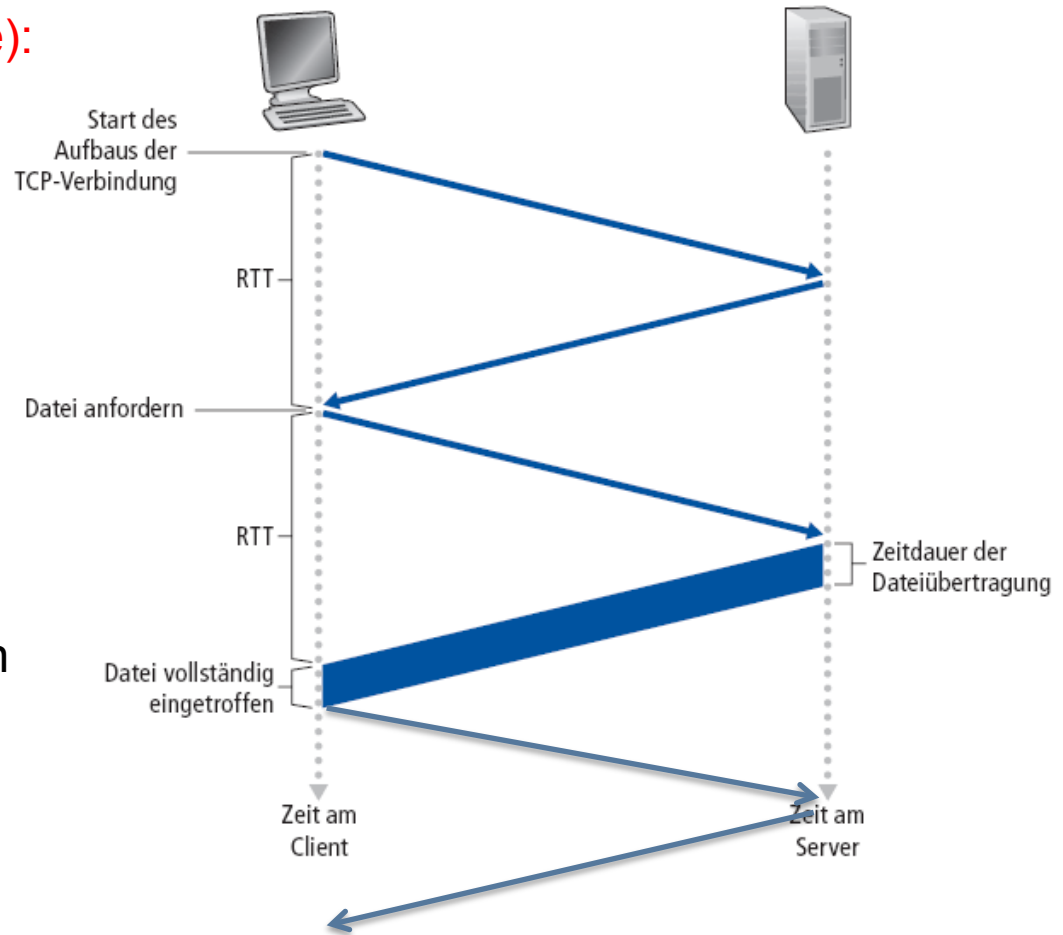 e):
Start des
Aufbaus der
TCP-Verbindung
RTT
Datei anfordern
RTT
Zeitdauer der
Dateiübertragung
n
Datei vollständig
eingetroffen
Zeit am
Client
Zeit am
Server